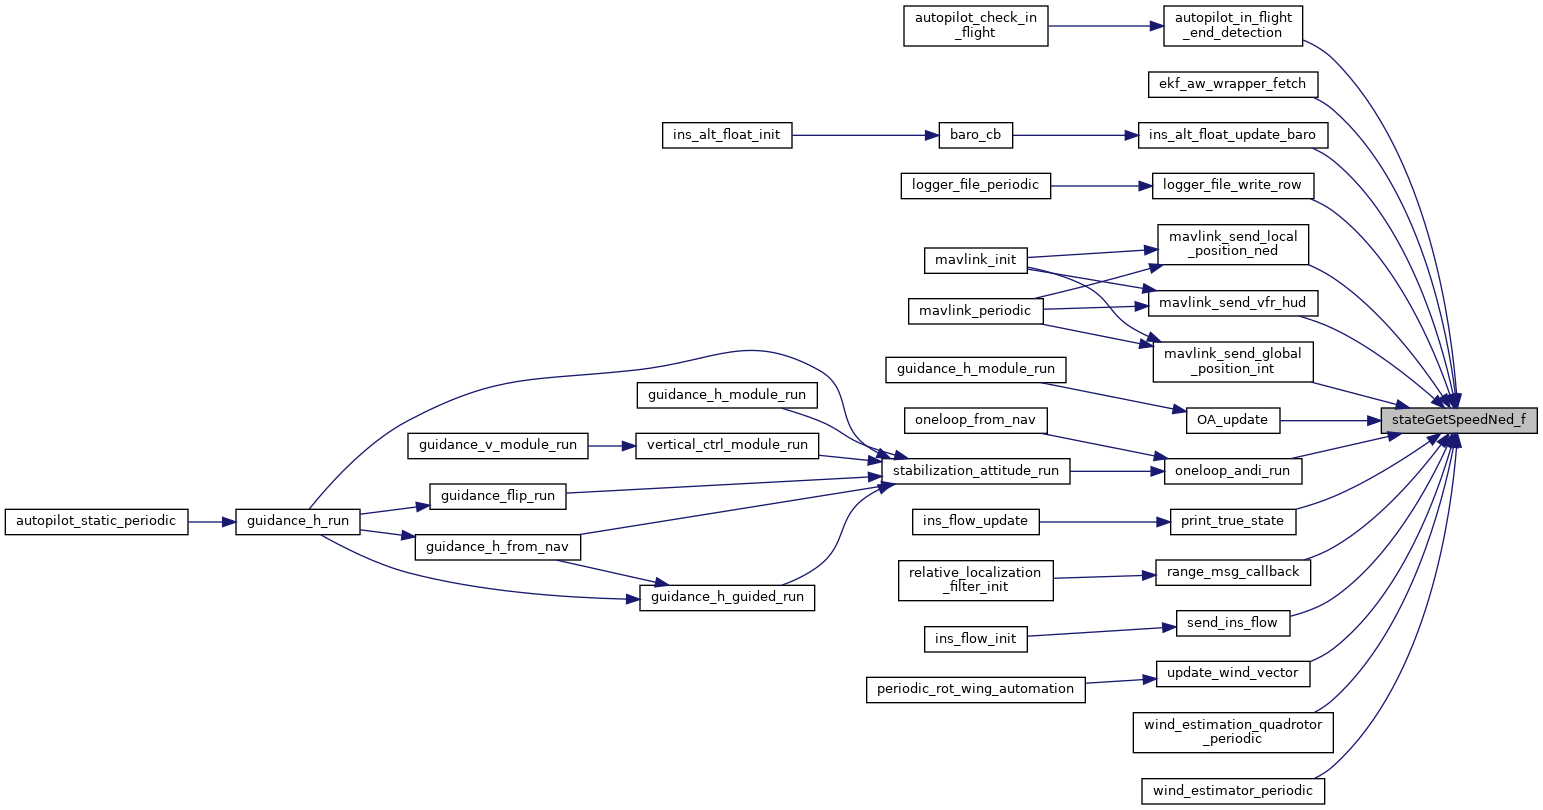 autopilot_check_in
_flight
autopilot_in_flight
_end_detection
ekf_aw_wrapper_fetch
ins_alt_float_init
baro_cb
ins_alt_float_update_baro
logger_file_periodic
logger_file_write_row
mavlink_send_local
_position_ned
mavlink_init
mavlink_send_vfr_hud
mavlink_periodic
mavlink_send_global
_position_int
guidance_h_module_run
guidance_h_module_run
oneloop_from_nav
OA_update
stateGetSpeedNed_f
guidance_v_module_run
vertical_ctrl_module_run
stabilization_attitude_run
oneloop_andi_run
guidance_flip_run
autopilot_static_periodic
guidance_h_run
ins_flow_update
print_true_state
guidance_h_from_nav
relative_localization
_filter_init
range_msg_callback
guidance_h_guided_run
send_ins_flow
ins_flow_init
update_wind_vector
periodic_rot_wing_automation
wind_estimation_quadrotor
_periodic
wind_estimator_periodic